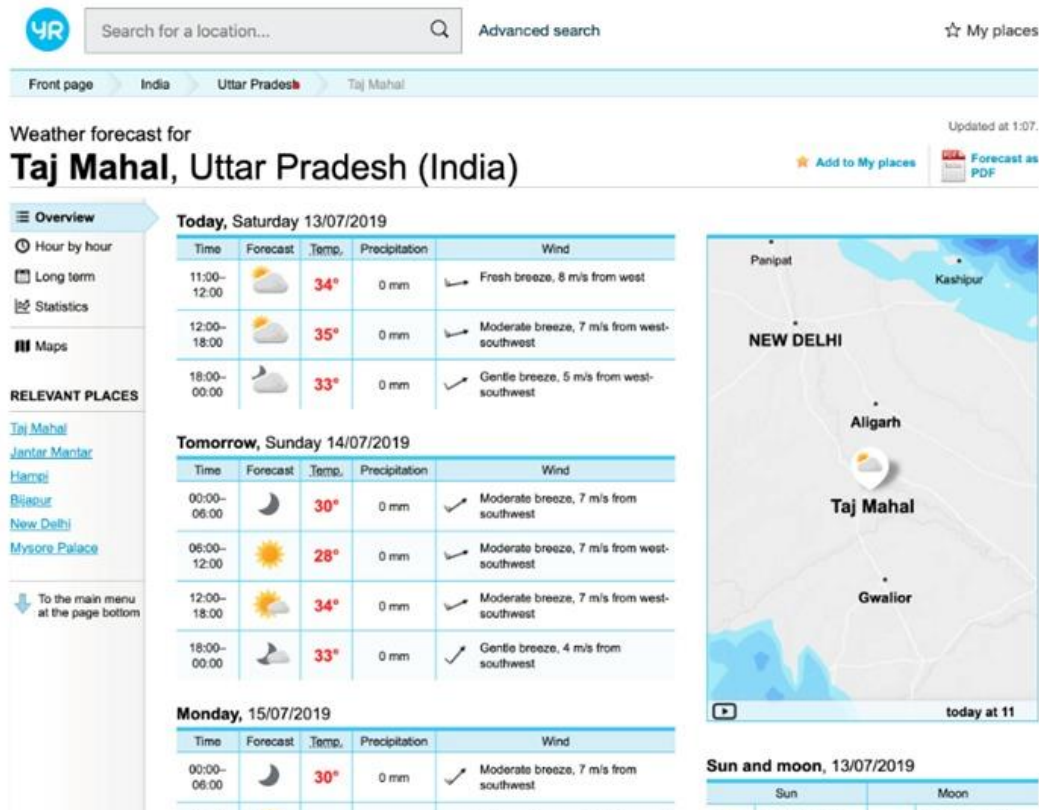 YR
Search for a location...
Advanced search
My places
Front page India Uttar Pradesh Taj Mahal
Updated at 1:07.
Weather forecast for
Taj Mahal, Uttar Pradesh (India)
Add to My places
PDF
Forecast as
PDF
Overview
Hour by hour
Long term
Statistics
Maps
RELEVANT PLACES
Taj Mahal
Jantar Mantar
Hampi
Bijapur
New Delhi
Mysore Palace
To the main menu
at the page bottom
Today, Saturday 13/07/2019
Time Forecast Temp. Precipitation Wind
11:00–
12:00
34°
0 mm
Fresh breeze, 8 m/s from west
12:00–
18:00
35°
0 mm
Moderate breeze, 7 m/s from west-
southwest
18:00–
00:00
33°
0 mm
Gentle breeze, 5 m/s from west-
southwest
Tomorrow, Sunday 14/07/2019
Time Forecast Temp. Precipitation Wind
00:00–
06:00
30°
0 mm
Moderate breeze, 7 m/s from
southwest
06:00–
12:00
28°
0 mm
Moderate breeze, 7 m/s from west-
southwest
12:00–
18:00
34°
0 mm
Moderate breeze, 7 m/s from west-
southwest
18:00–
00:00
33°
0 mm
Gentle breeze, 4 m/s from
southwest
Monday, 15/07/2019
Time Forecast Temp. Precipitation Wind
00:00–
06:00
30°
0 mm
Moderate breeze, 7 m/s from
southwest
Panipat
Kashipur
NEW DELHI
Aligarh
Taj Mahal
Gwalior
today at 11
Sun and moon, 13/07/2019
Sun Moon